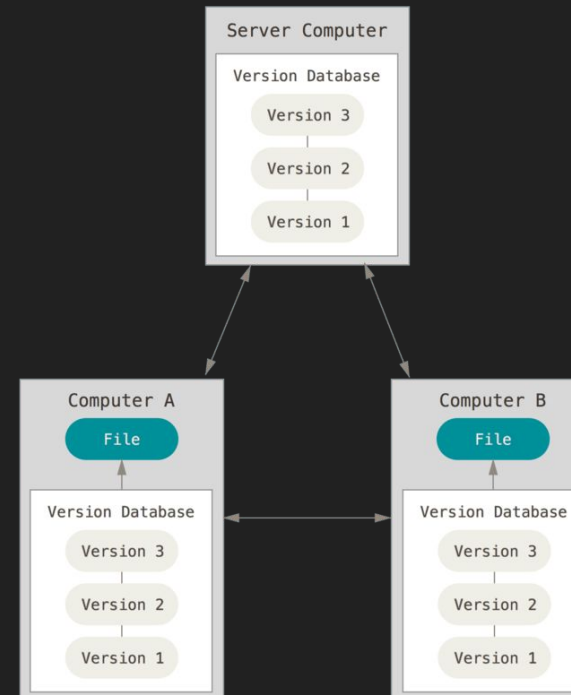 Server Computer
Version Database
Version 3
Version 2
Version 1
Computer A
File
Version Database
Version 3
Version 2
Version 1
Computer B
File
Version Database
Version 3
Version 2
Version 1